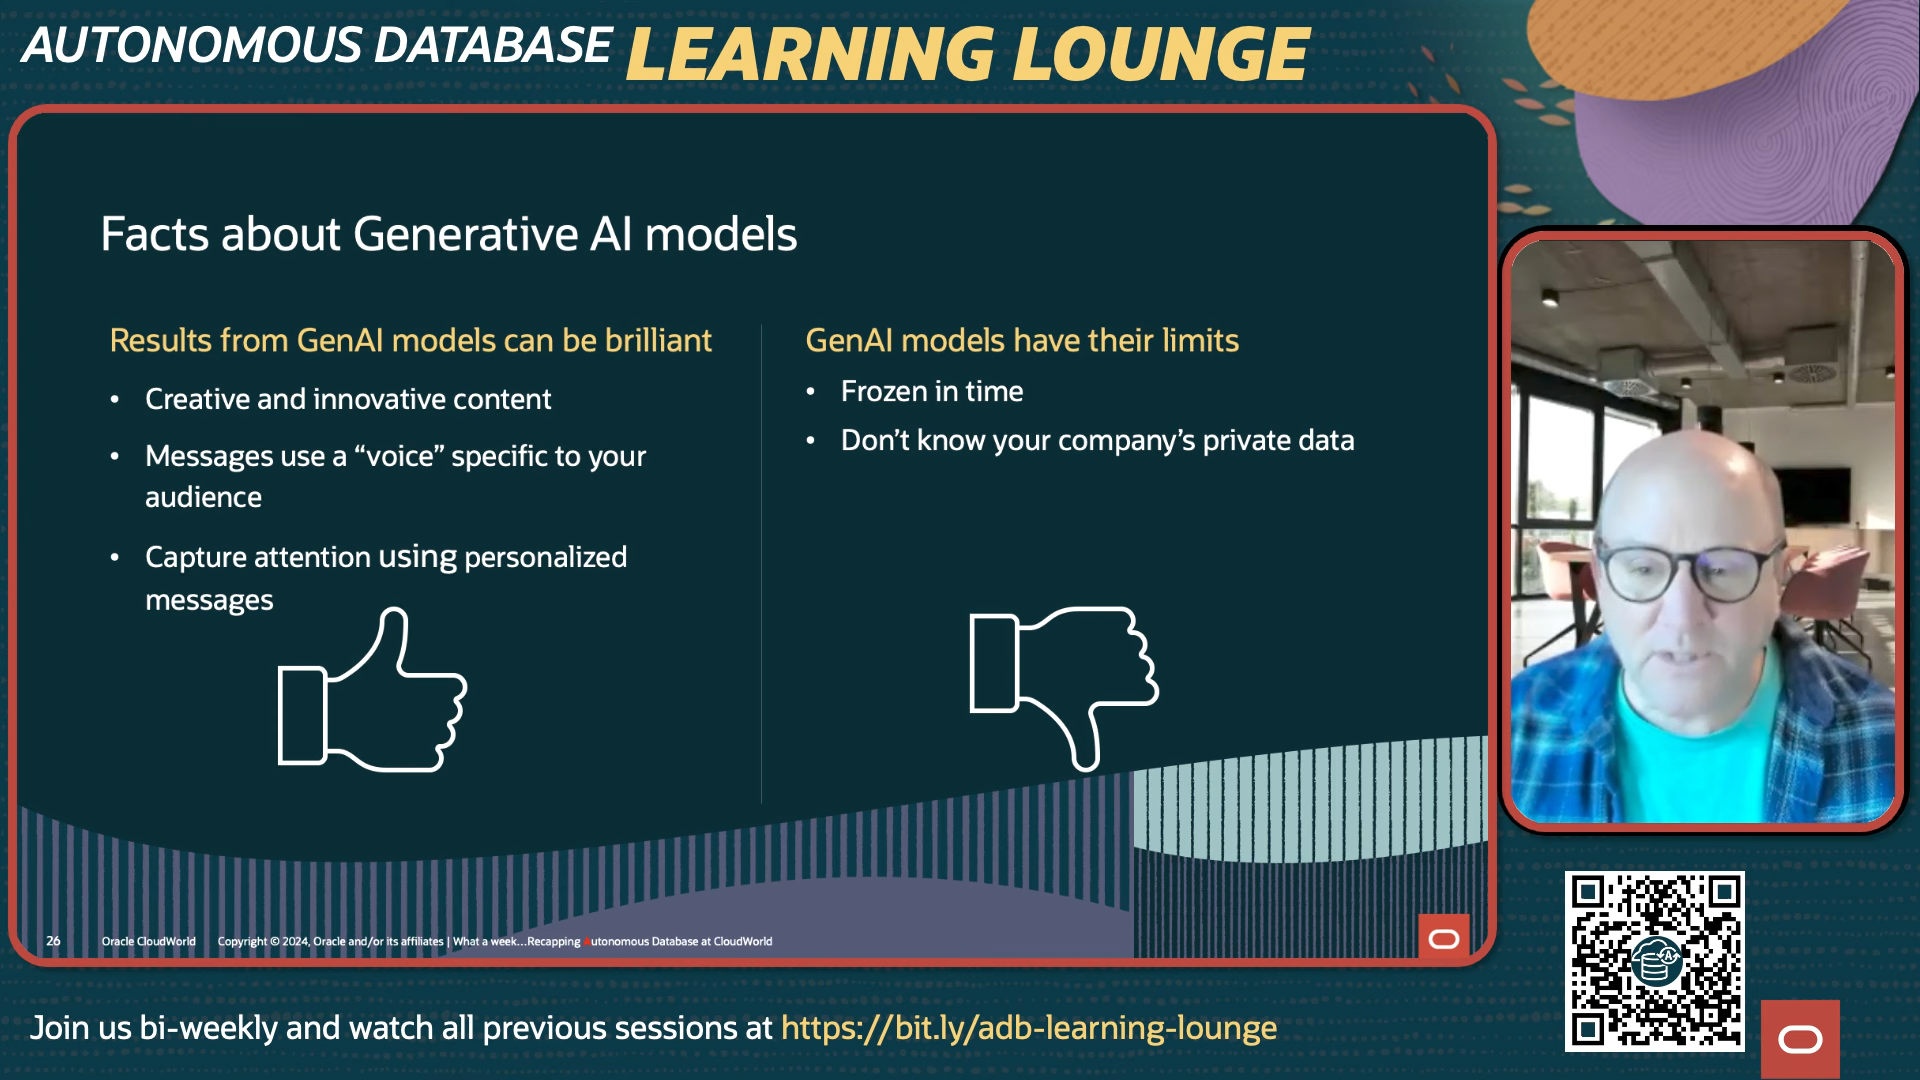 AUTONOMOUS DATABASE LEARNING LOUNGE
Facts about Generative AI models
Results from GenAI models can be brilliant
• Creative and innovative content
• Messages use a “voice” specific to your
audience
• Capture attention using personalized
messages
GenAI models have their limits
• Frozen in time
• Don’t know your company’s private data
26 Oracle CloudWorld Copyright © 2024, Oracle and/or its affiliates | What a week...Recapping Autonomous Database at CloudWorld
Join us bi-weekly and watch all previous sessions at https://bit.ly/adb-learning-lounge
A